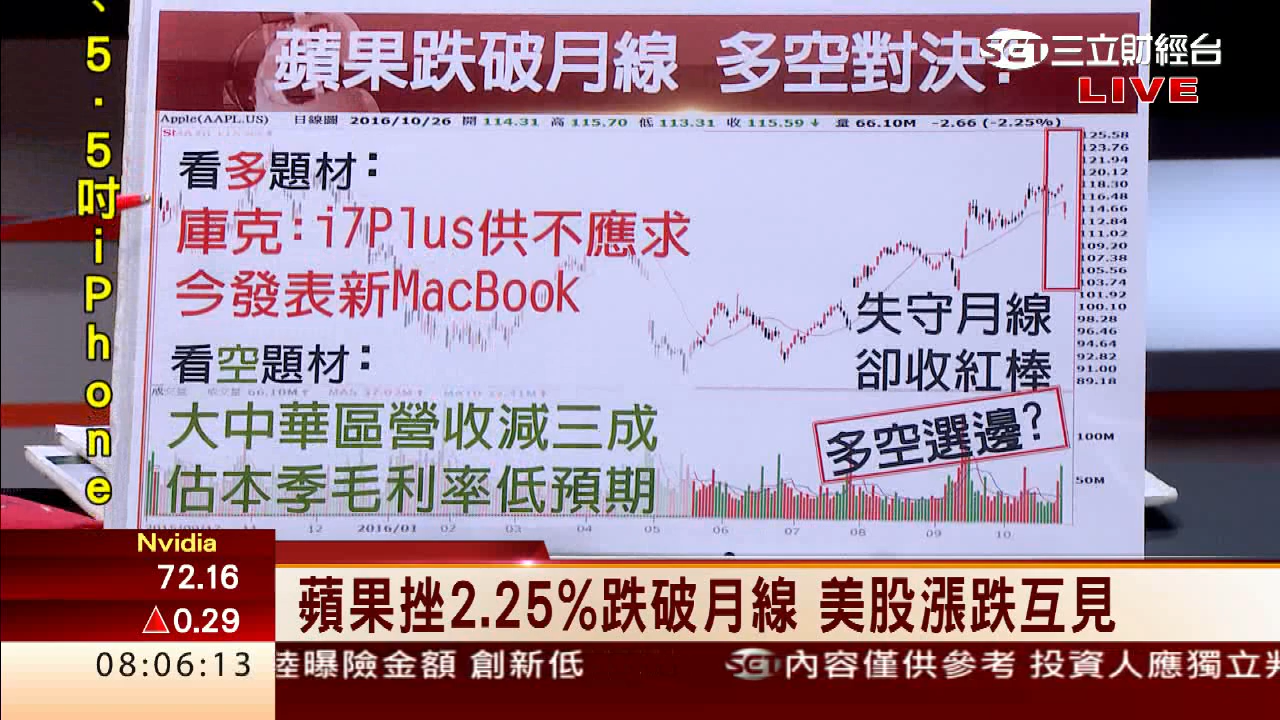 、5.5吋iPhone
蘋果跌破月線 多空對決!
SET三立財經台
LIVE
Apple(AAPL.US) 日線圖 2016/10/26 開 114.31 高 115.70 低 113.31 收 115.59↓ 量 66.10M -2.66 (-2.25%)
看多題材:
庫克:i7Plus供不應求
今發表新MacBook
看空題材:
大中華區營收減三成
估本季毛利率低預期
失守月線
卻收紅棒
多空選邊?
125.58
123.76
121.94
120.12
118.30
116.48
114.66
112.84
111.02
109.20
107.38
105.56
103.74
101.92
100.10
98.28
96.46
94.64
92.82
91.00
89.18
100M
50M
12 2016/01 02 03 04 05 06 07 08 09 10
Nvidia
72.16
△0.29
蘋果挫2.25%跌破月線 美股漲跌互見
08:06:13
陸曝險金額 創新低
SET內容僅供參考 投資人應獨立判